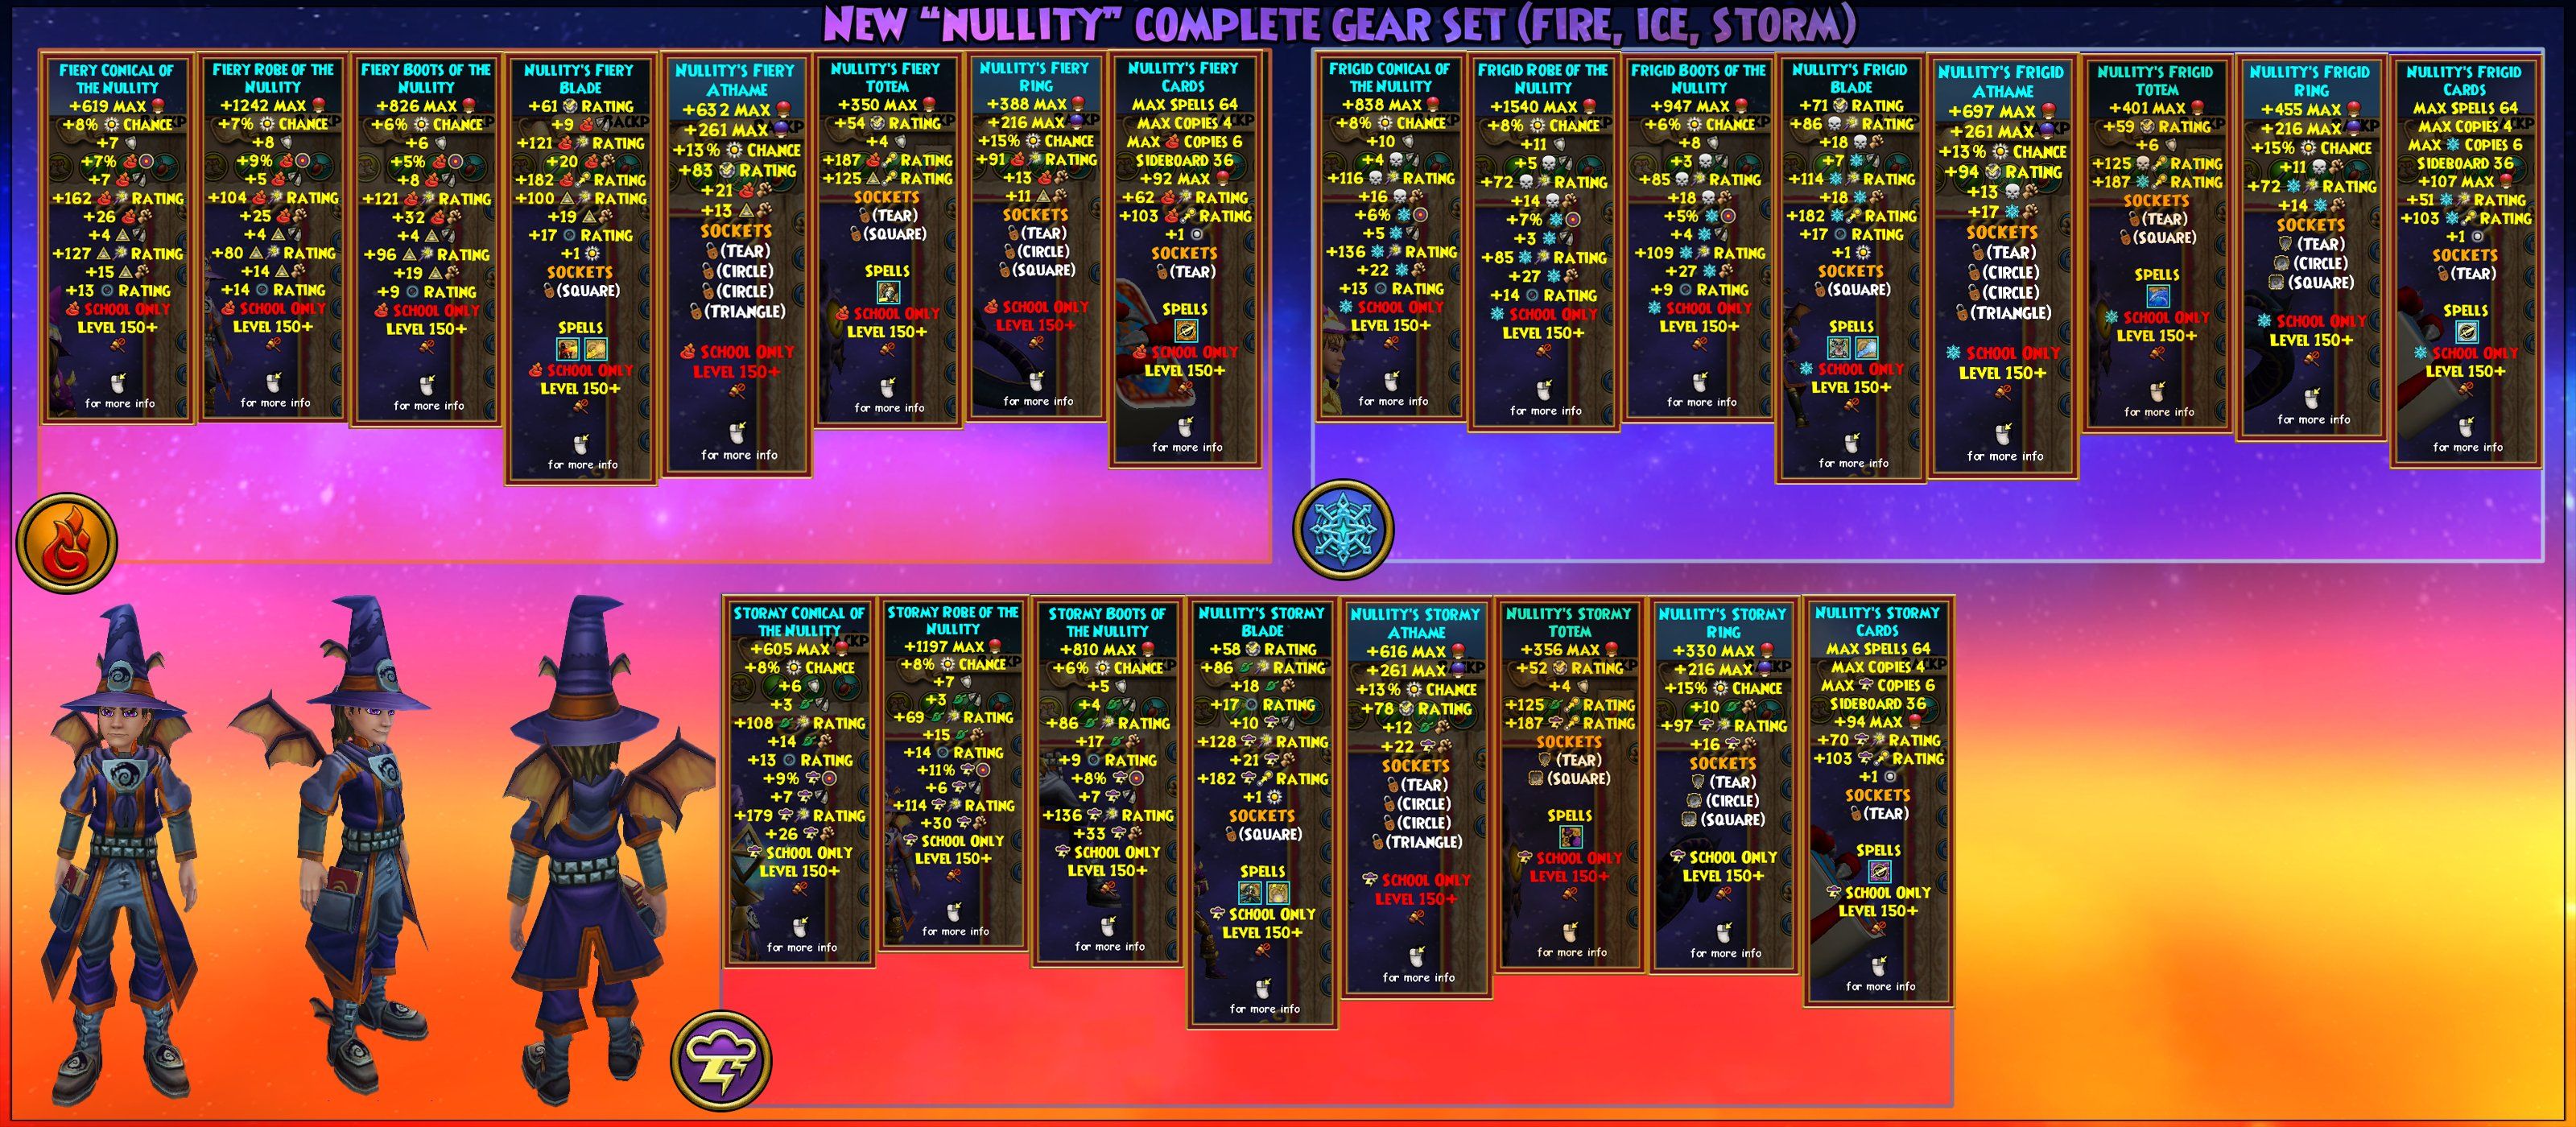 NEW “NULLITY” COMPLETE GEAR SET (FIRE, ICE, STORM)
FIERY CONICAL OF
THE NULLITY
+619 MAX
+8% CHANCE
+7
+7%
+7
+162 RATING
+26
+4
+127 RATING
+15
+13 RATING
SCHOOL ONLY
LEVEL 150+
for more info
FIERY ROBE OF THE
NULLITY
+1242 MAX
+7% CHANCE
+8
+9%
+5
+104 RATING
+25
+4
+80 RATING
+14
+14 RATING
SCHOOL ONLY
LEVEL 150+
for more info
FIERY BOOTS OF THE
NULLITY
+826 MAX
+6% CHANCE
+6
+5%
+8
+121 RATING
+32
+4
+96 RATING
+19
+9 RATING
SCHOOL ONLY
LEVEL 150+
for more info
NULLITY'S FIERY
BLADE
+61 RATING
+9
+121 RATING
+20
+182 RATING
+100 RATING
+19
+17 RATING
+1
SOCKETS
(SQUARE)
SPELLS
SCHOOL ONLY
LEVEL 150+
for more info
NULLITY'S FIERY
ATHAME
+632 MAX
+261 MAX
+13% CHANCE
+83 RATING
+21
+13
SOCKETS
(TEAR)
(CIRCLE)
(CIRCLE)
(TRIANGLE)
SCHOOL ONLY
LEVEL 150+
for more info
NULLITY'S FIERY
TOTEM
+350 MAX
+54 RATING
+4
+187 RATING
+125 RATING
SOCKETS
(TEAR)
(SQUARE)
SPELLS
SCHOOL ONLY
LEVEL 150+
for more info
NULLITY'S FIERY
RING
+388 MAX
+216 MAX
+15% CHANCE
+91 RATING
+13
+11
SOCKETS
(TEAR)
(CIRCLE)
(SQUARE)
SCHOOL ONLY
LEVEL 150+
for more info
NULLITY'S FIERY
CARDS
MAX SPELLS 64
MAX COPIES 4
MAX COPIES 6
SIDEBOARD 36
+92 MAX
+62 RATING
+103 RATING
+1
SOCKETS
(TEAR)
SPELLS
SCHOOL ONLY
LEVEL 150+
for more info
FRIGID CONICAL OF
THE NULLITY
+838 MAX
+8% CHANCE
+10
+4
+116 RATING
+16
+6%
+5
+136 RATING
+22
+13 RATING
SCHOOL ONLY
LEVEL 150+
for more info
FRIGID ROBE OF THE
NULLITY
+1540 MAX
+8% CHANCE
+11
+5
+72 RATING
+14
+7%
+3
+85 RATING
+27
+14 RATING
SCHOOL ONLY
LEVEL 150+
for more info
FRIGID BOOTS OF THE
NULLITY
+947 MAX
+6% CHANCE
+8
+3
+85 RATING
+18
+5%
+4
+109 RATING
+27
+9 RATING
SCHOOL ONLY
LEVEL 150+
for more info
NULLITY'S FRIGID
BLADE
+71 RATING
+86 RATING
+18
+7
+114 RATING
+18
+182 RATING
+17 RATING
+1
SOCKETS
(SQUARE)
SPELLS
SCHOOL ONLY
LEVEL 150+
for more info
NULLITY'S FRIGID
ATHAME
+697 MAX
+261 MAX
+13% CHANCE
+94 RATING
+13
+17
SOCKETS
(TEAR)
(CIRCLE)
(CIRCLE)
(TRIANGLE)
SCHOOL ONLY
LEVEL 150+
for more info
NULLITY'S FRIGID
TOTEM
+401 MAX
+59 RATING
+6
+125 RATING
+187 RATING
SOCKETS
(TEAR)
(SQUARE)
SPELLS
SCHOOL ONLY
LEVEL 150+
for more info
NULLITY'S FRIGID
RING
+455 MAX
+216 MAX
+15% CHANCE
+11
+72 RATING
+14
SOCKETS
(TEAR)
(CIRCLE)
(SQUARE)
SCHOOL ONLY
LEVEL 150+
for more info
NULLITY'S FRIGID
CARDS
MAX SPELLS 64
MAX COPIES 4
MAX COPIES 6
SIDEBOARD 36
+107 MAX
+51 RATING
+103 RATING
+1
SOCKETS
(TEAR)
SPELLS
SCHOOL ONLY
LEVEL 150+
for more info
STORMY CONICAL OF
THE NULLITY
+605 MAX
+8% CHANCE
+6
+3
+108 RATING
+14
+13 RATING
+9%
+7
+179 RATING
+26
SCHOOL ONLY
LEVEL 150+
for more info
STORMY ROBE OF THE
NULLITY
+1197 MAX
+8% CHANCE
+7
+3
+69 RATING
+15
+14 RATING
+11%
+6
+114 RATING
+30
SCHOOL ONLY
LEVEL 150+
for more info
STORMY BOOTS OF
THE NULLITY
+810 MAX
+6% CHANCE
+5
+4
+86 RATING
+17
+9 RATING
+8%
+7
+136 RATING
+33
SCHOOL ONLY
LEVEL 150+
for more info
NULLITY'S STORMY
BLADE
+58 RATING
+86 RATING
+18
+17 RATING
+10
+128 RATING
+21
+182 RATING
+1
SOCKETS
(SQUARE)
SPELLS
SCHOOL ONLY
LEVEL 150+
for more info
NULLITY'S STORMY
ATHAME
+616 MAX
+261 MAX
+13% CHANCE
+78 RATING
+12
+22
SOCKETS
(TEAR)
(CIRCLE)
(CIRCLE)
(TRIANGLE)
SCHOOL ONLY
LEVEL 150+
for more info
NULLITY'S STORMY
TOTEM
+356 MAX
+52 RATING
+4
+125 RATING
+187 RATING
SOCKETS
(TEAR)
(SQUARE)
SPELLS
SCHOOL ONLY
LEVEL 150+
for more info
NULLITY'S STORMY
RING
+330 MAX
+216 MAX
+15% CHANCE
+10
+97 RATING
+16
SOCKETS
(TEAR)
(CIRCLE)
(SQUARE)
SCHOOL ONLY
LEVEL 150+
for more info
NULLITY'S STORMY
CARDS
MAX SPELLS 64
MAX COPIES 4
MAX COPIES 6
SIDEBOARD 36
+94 MAX
+70 RATING
+103 RATING
+1
SOCKETS
(TEAR)
SPELLS
SCHOOL ONLY
LEVEL 150+
for more info